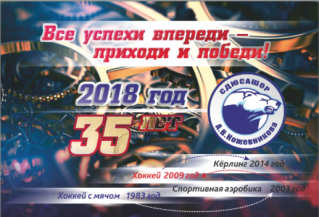 Все успехи впереди –
приходи и победи!
2018 год
35-ЛЕТ
СДЮСАШОР
А.В.Кожевникова
Кёрлинг 2014 год
Хоккей 2009 год
Спортивная аэробика 2003 год
Хоккей с мячом 1983 год